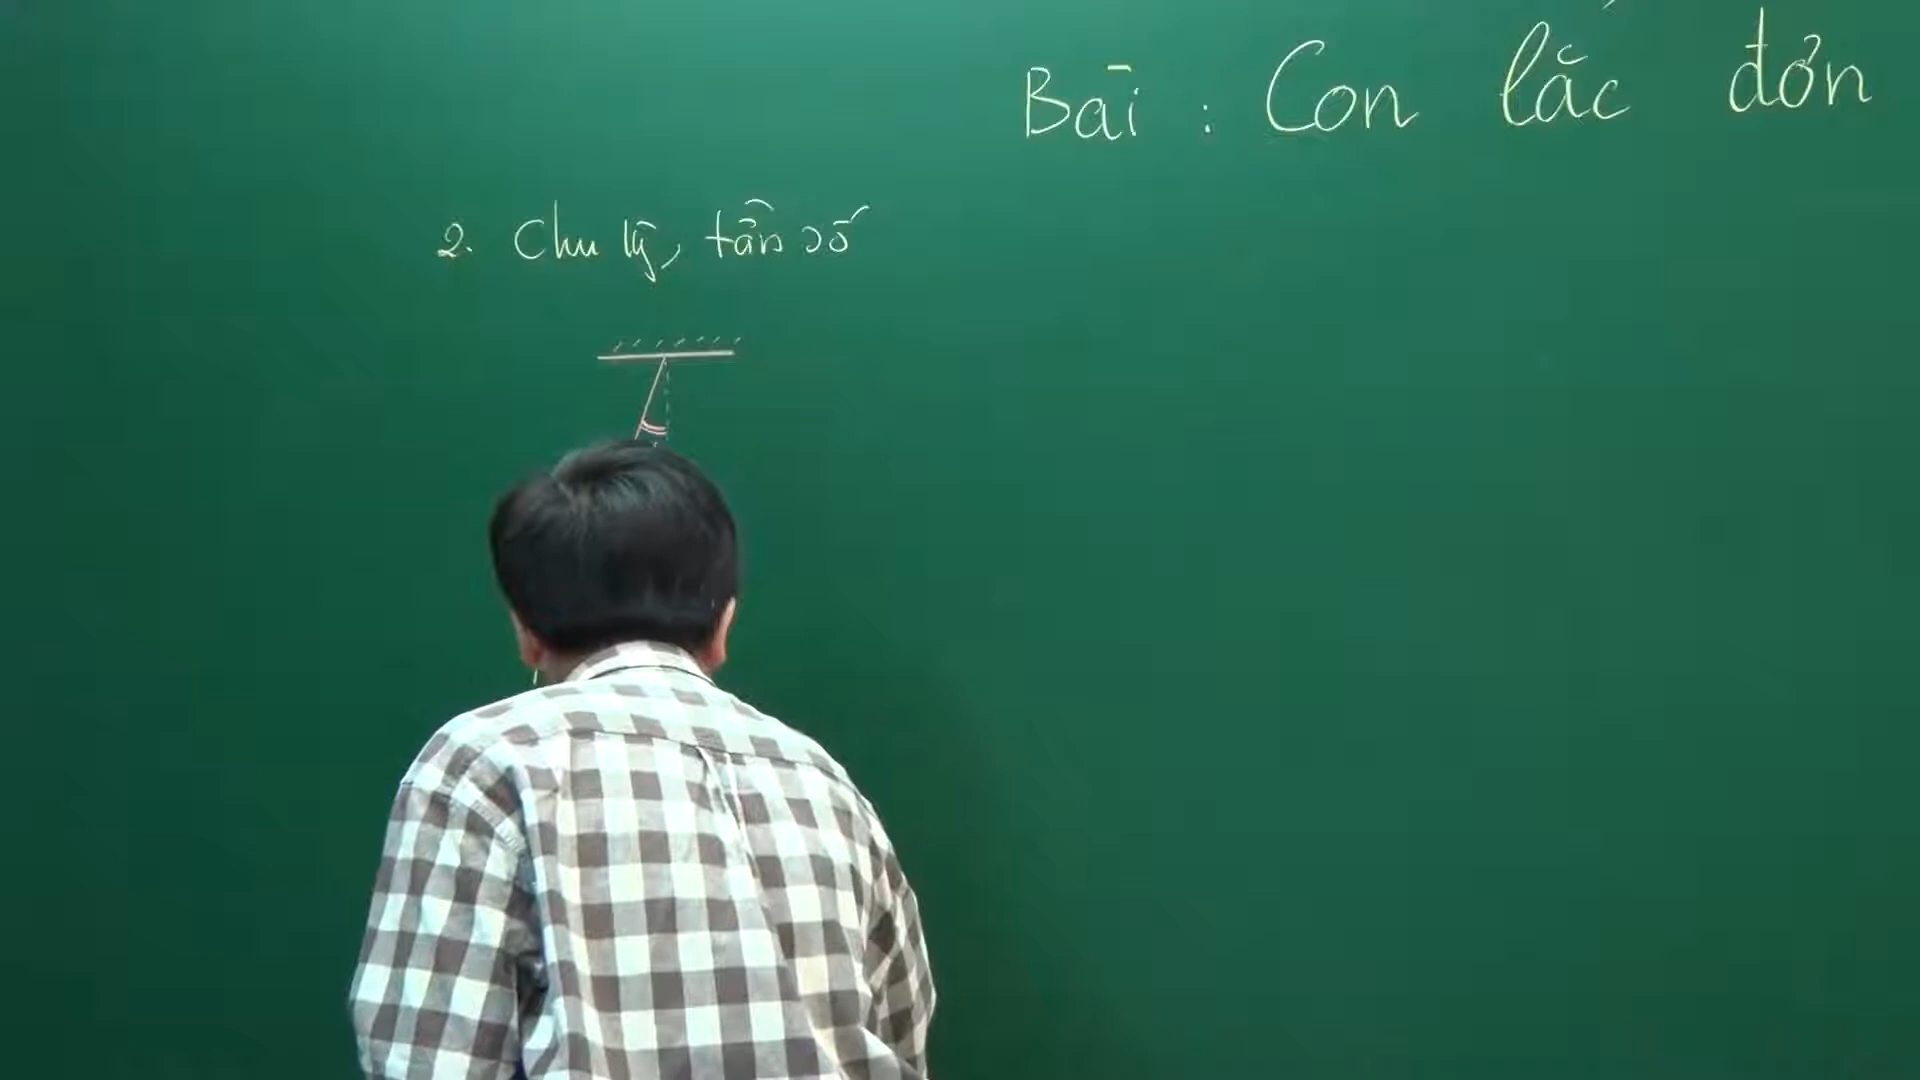 Bài : Con lắc đơn
2. Chu kỳ, tần số